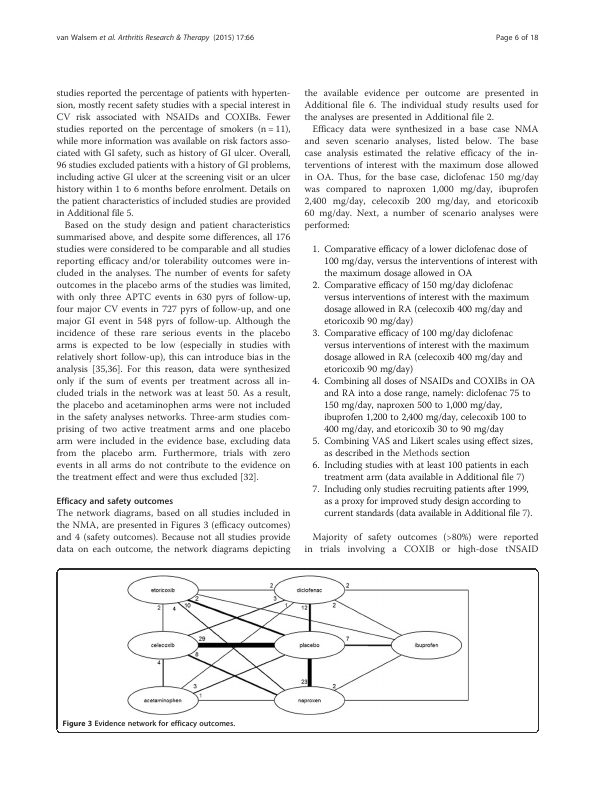 van Walsem et al. Arthritis Research & Therapy (2015) 17:66
Page 6 of 18
studies reported the percentage of patients with hyperten-
sion, mostly recent safety studies with a special interest in
CV risk associated with NSAIDs and COXIBs. Fewer
studies reported on the percentage of smokers (n = 11),
while more information was available on risk factors asso-
ciated with GI safety, such as history of GI ulcer. Overall,
96 studies excluded patients with a history of GI problems,
including active GI ulcer at the screening visit or an ulcer
history within 1 to 6 months before enrolment. Details on
the patient characteristics of included studies are provided
in Additional file 5.
Based on the study design and patient characteristics
summarised above, and despite some differences, all 176
studies were considered to be comparable and all studies
reporting efficacy and/or tolerability outcomes were in-
cluded in the analyses. The number of events for safety
outcomes in the placebo arms of the studies was limited,
with only three APTC events in 630 pyrs of follow-up,
four major CV events in 727 pyrs of follow-up, and one
major GI event in 548 pyrs of follow-up. Although the
incidence of these rare serious events in the placebo
arms is expected to be low (especially in studies with
relatively short follow-up), this can introduce bias in the
analysis [35,36]. For this reason, data were synthesized
only if the sum of events per treatment across all in-
cluded trials in the network was at least 50. As a result,
the placebo and acetaminophen arms were not included
in the safety analyses networks. Three-arm studies com-
prising of two active treatment arms and one placebo
arm were included in the evidence base, excluding data
from the placebo arm. Furthermore, trials with zero
events in all arms do not contribute to the evidence on
the treatment effect and were thus excluded [32].
Efficacy and safety outcomes
The network diagrams, based on all studies included in
the NMA, are presented in Figures 3 (efficacy outcomes)
and 4 (safety outcomes). Because not all studies provide
data on each outcome, the network diagrams depicting
the available evidence per outcome are presented in
Additional file 6. The individual study results used for
the analyses are presented in Additional file 2.
Efficacy data were synthesized in a base case NMA
and seven scenario analyses, listed below. The base
case analysis estimated the relative efficacy of the in-
terventions of interest with the maximum dose allowed
in OA. Thus, for the base case, diclofenac 150 mg/day
was compared to naproxen 1,000 mg/day, ibuprofen
2,400 mg/day, celecoxib 200 mg/day, and etoricoxib
60 mg/day. Next, a number of scenario analyses were
performed:
1. Comparative efficacy of a lower diclofenac dose of
100 mg/day, versus the interventions of interest with
the maximum dosage allowed in OA
2. Comparative efficacy of 150 mg/day diclofenac
versus interventions of interest with the maximum
dosage allowed in RA (celecoxib 400 mg/day and
etoricoxib 90 mg/day)
3. Comparative efficacy of 100 mg/day diclofenac
versus interventions of interest with the maximum
dosage allowed in RA (celecoxib 400 mg/day and
etoricoxib 90 mg/day)
4. Combining all doses of NSAIDs and COXIBs in OA
and RA into a dose range, namely: diclofenac 75 to
150 mg/day, naproxen 500 to 1,000 mg/day,
ibuprofen 1,200 to 2,400 mg/day, celecoxib 100 to
400 mg/day, and etoricoxib 30 to 90 mg/day
5. Combining VAS and Likert scales using effect sizes,
as described in the Methods section
6. Including studies with at least 100 patients in each
treatment arm (data available in Additional file 7)
7. Including only studies recruiting patients after 1999,
as a proxy for improved study design according to
current standards (data available in Additional file 7).
Majority of safety outcomes (>80%) were reported
in trials involving a COXIB or high-dose tNSAID
etoricoxib
2
diclofenac
2
2
3
2
2 4 10
1
12
29
celecoxib
placebo
7
ibuprofen
4
8
3
23
2
acetaminophen
1
naproxen
Figure 3 Evidence network for efficacy outcomes.